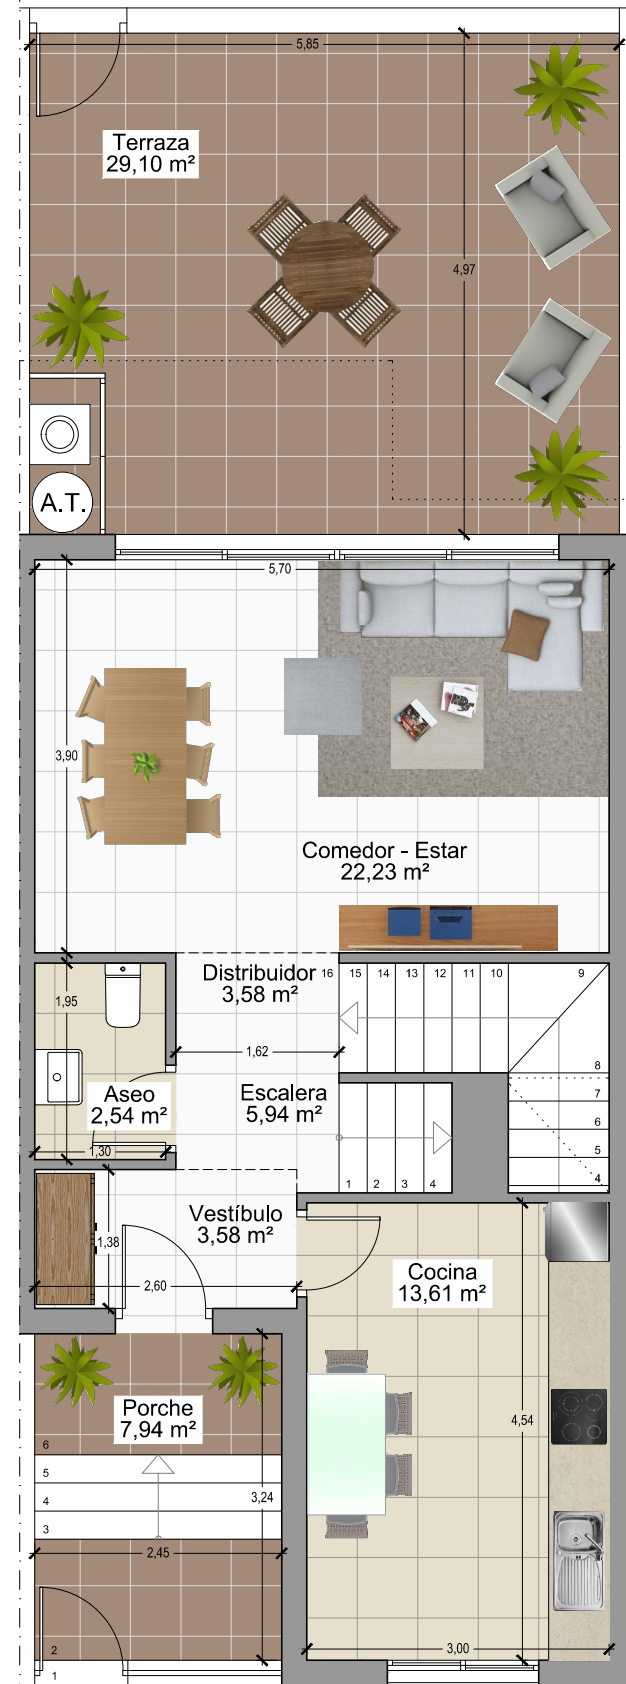 5,85
Terraza
29,10 m²
4,97
A.T.
5,70
3,90
Comedor - Estar
22,23 m²
Distribuidor
3,58 m²
16 15 14 13 12 11 10 9
1,95
1,62
8
7
6
5
4
Aseo
2,54 m²
Escalera
5,94 m²
1,30
1 2 3 4
Vestíbulo
3,58 m²
1,38
2,60
Cocina
13,61 m²
Porche
7,94 m²
4,54
6
5
4
3
3,24
2,45
2
1
3,00